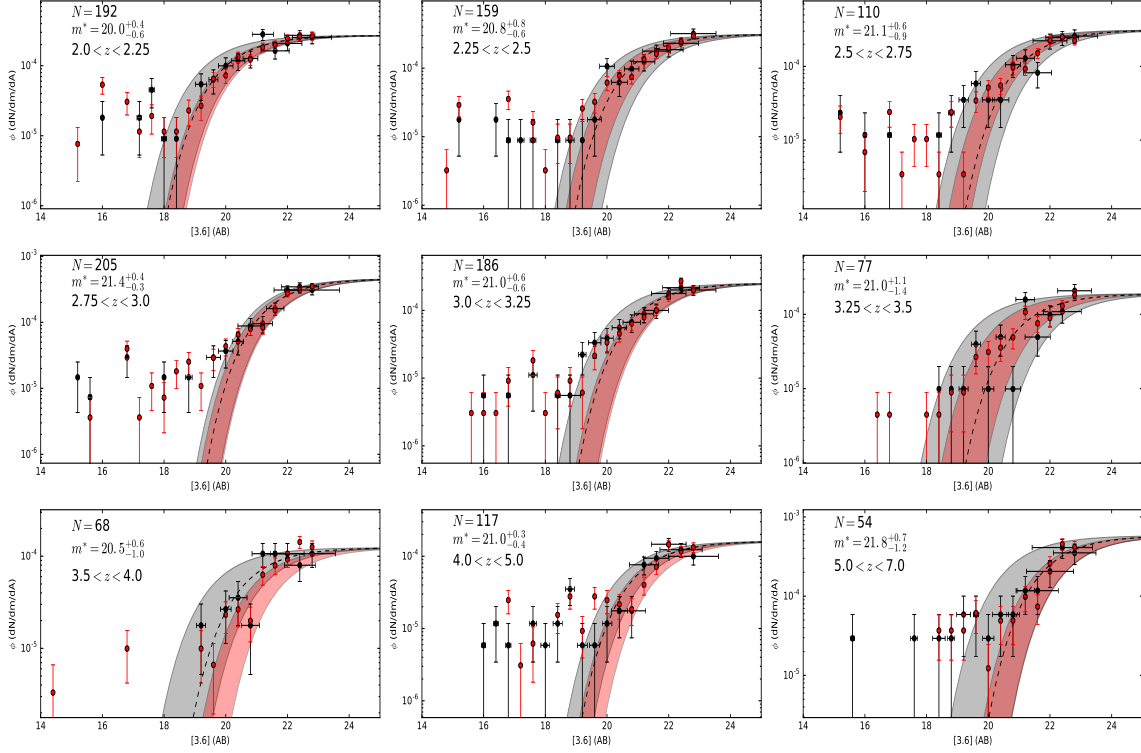 N = 192
m* = 20.0 +0.4 −0.6
2.0 < z < 2.25
ϕ (dN/dm/dA)
10^-4
10^-5
10^-6
14 16 18 20 22 24
[3.6] (AB)
N = 159
m* = 20.8 +0.8 −0.6
2.25 < z < 2.5
ϕ (dN/dm/dA)
10^-4
10^-5
10^-6
14 16 18 20 22 24
[3.6] (AB)
N = 110
m* = 21.1 +0.6 −0.9
2.5 < z < 2.75
ϕ (dN/dm/dA)
10^-4
10^-5
10^-6
14 16 18 20 22 24
[3.6] (AB)
N = 205
m* = 21.4 +0.4 −0.3
2.75 < z < 3.0
ϕ (dN/dm/dA)
10^-3
10^-4
10^-5
10^-6
14 16 18 20 22 24
[3.6] (AB)
N = 186
m* = 21.0 +0.6 −0.6
3.0 < z < 3.25
ϕ (dN/dm/dA)
10^-4
10^-5
10^-6
14 16 18 20 22 24
[3.6] (AB)
N = 77
m* = 21.0 +1.1 −1.4
3.25 < z < 3.5
ϕ (dN/dm/dA)
10^-4
10^-5
10^-6
14 16 18 20 22 24
[3.6] (AB)
N = 68
m* = 20.5 +0.6 −1.0
3.5 < z < 4.0
ϕ (dN/dm/dA)
10^-4
10^-5
14 16 18 20 22 24
[3.6] (AB)
N = 117
m* = 21.0 +0.3 −0.4
4.0 < z < 5.0
ϕ (dN/dm/dA)
10^-4
10^-5
14 16 18 20 22 24
[3.6] (AB)
N = 54
m* = 21.8 +0.7 −1.2
5.0 < z < 7.0
ϕ (dN/dm/dA)
10^-3
10^-4
10^-5
14 16 18 20 22 24
[3.6] (AB)